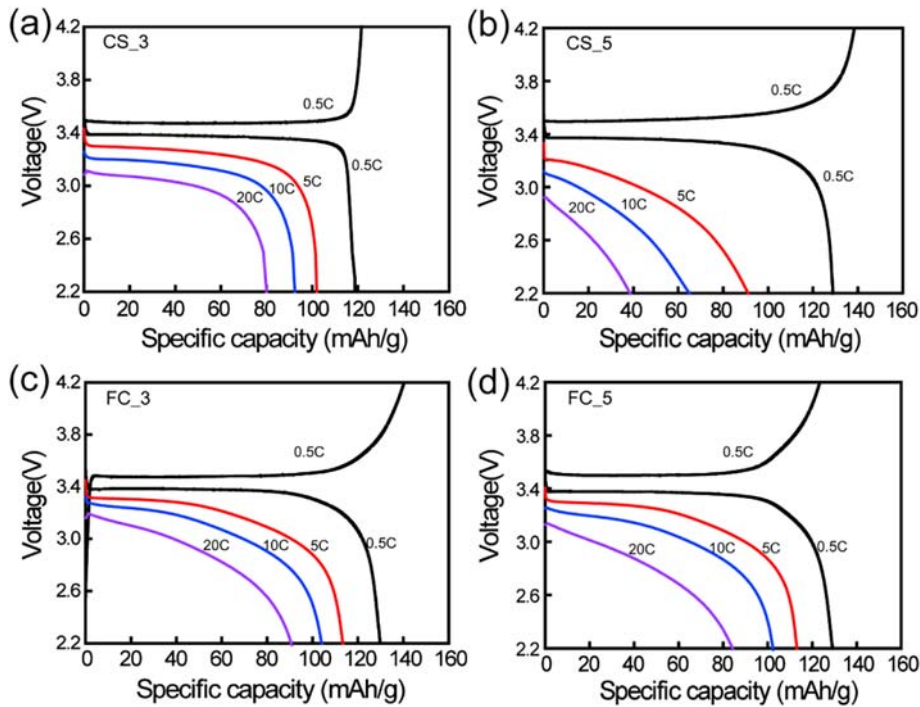 (a)
CS_3
4.2
3.8
3.4
3.0
2.6
2.2
Voltage(V)
0.5C
0.5C
20C
10C
5C
0 20 40 60 80 100 120 140 160
Specific capacity (mAh/g)
(b)
CS_5
4.2
3.8
3.4
3.0
2.6
2.2
Voltage(V)
0.5C
0.5C
20C
10C
5C
0 20 40 60 80 100 120 140 160
Specific capacity (mAh/g)
(c)
FC_3
4.2
3.8
3.4
3.0
2.6
2.2
Voltage(V)
0.5C
0.5C
20C
10C
5C
0 20 40 60 80 100 120 140 160
Specific capacity (mAh/g)
(d)
FC_5
4.2
3.8
3.4
3.0
2.6
2.2
Voltage(V)
0.5C
0.5C
20C
10C
5C
0 20 40 60 80 100 120 140 160
Specific capacity (mAh/g)